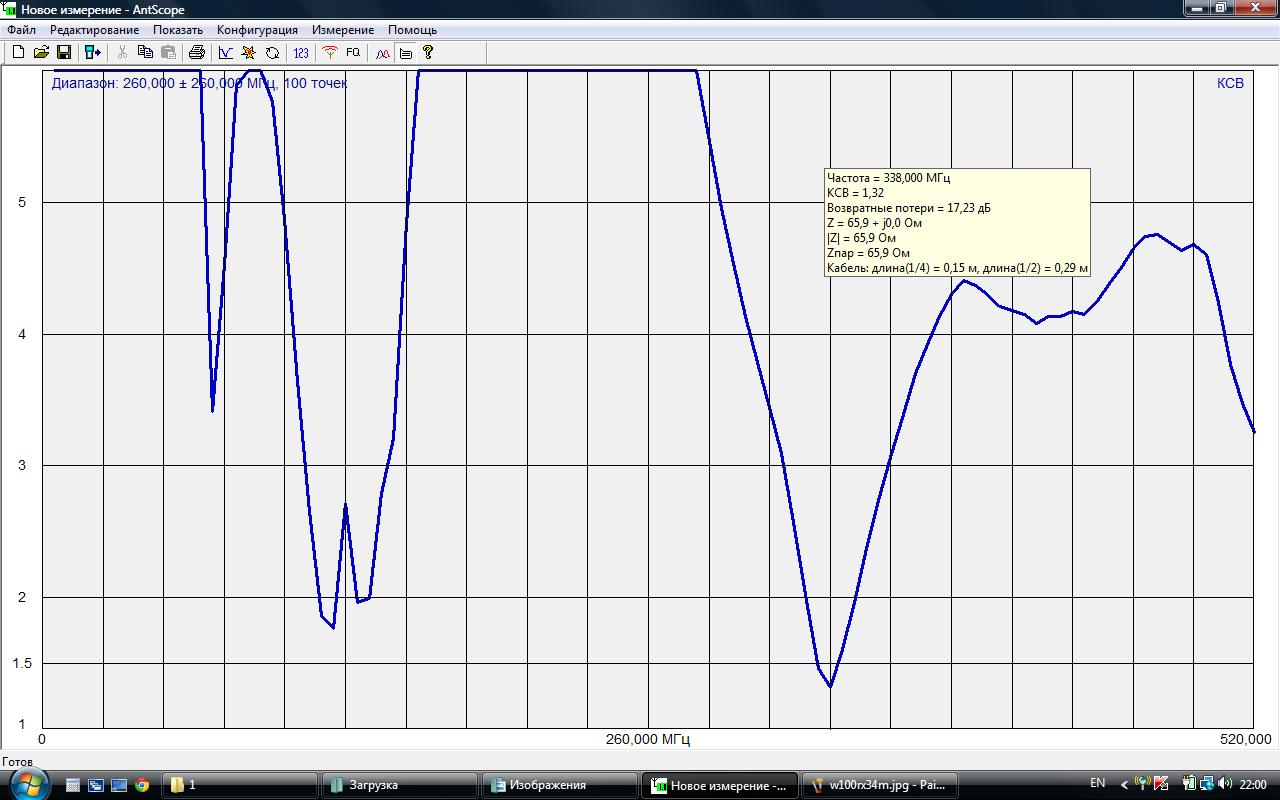 Новое измерение - AntScope
Файл Редактирование Показать Конфигурация Измерение Помощь
123 FQ ?
Диапазон: 260,000 ± 260,000 МГц, 100 точек КСВ
Частота = 338,000 МГц
КСВ = 1,32
Возвратные потери = 17,23 дБ
Z = 65,9 + j0,0 Ом
|Z| = 65,9 Ом
Zпар = 65,9 Ом
Кабель: длина(1/4) = 0,15 м, длина(1/2) = 0,29 м
5
4
3
2
1.5
1
0 260,000 МГц 520,000
Готов
1 Загрузка Изображения Новое измерение -... w100rx34m.jpg - Pai... EN < 22:00